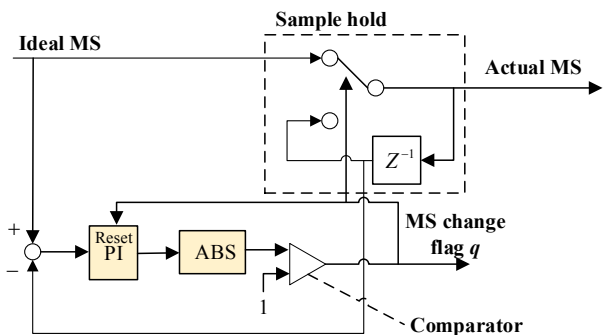 Sample hold
Ideal MS
Actual MS
Z⁻¹
MS change
flag q
+
−
Reset
PI
ABS
1
Comparator